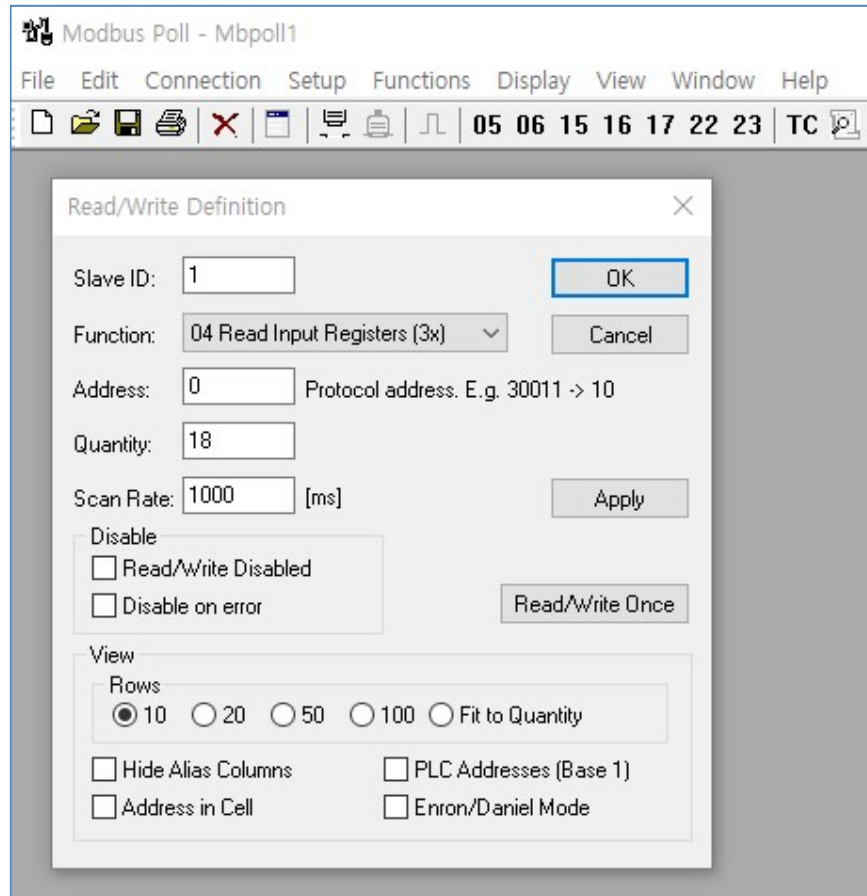 Modbus Poll - Mbpoll1
File Edit Connection Setup Functions Display View Window Help
05 06 15 16 17 22 23 TC
Read/Write Definition
Slave ID: 1 OK
Function: 04 Read Input Registers (3x) Cancel
Address: 0 Protocol address. E.g. 30011 -> 10
Quantity: 18
Scan Rate: 1000 [ms] Apply
Disable
Read/Write Disabled
Disable on error Read/Write Once
View
Rows
10 20 50 100 Fit to Quantity
Hide Alias Columns PLC Addresses (Base 1)
Address in Cell Enron/Daniel Mode